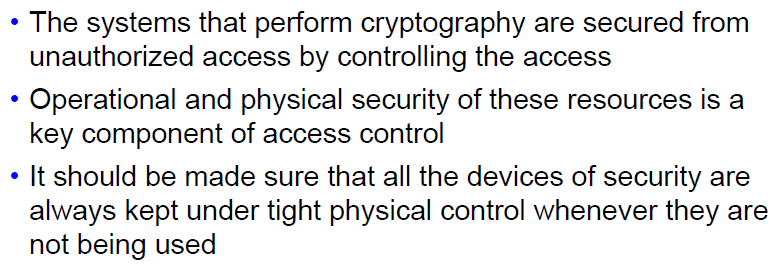 • The systems that perform cryptography are secured from
unauthorized access by controlling the access
• Operational and physical security of these resources is a
key component of access control
• It should be made sure that all the devices of security are
always kept under tight physical control whenever they are
not being used